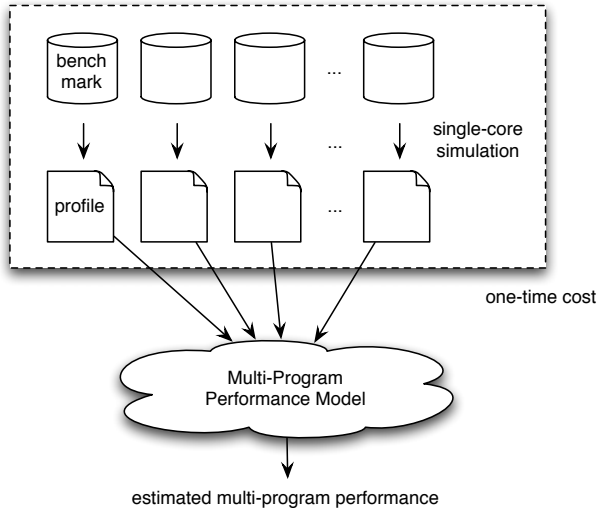 bench
mark
...
single-core
simulation
...
profile
...
one-time cost
Multi-Program
Performance Model
estimated multi-program performance